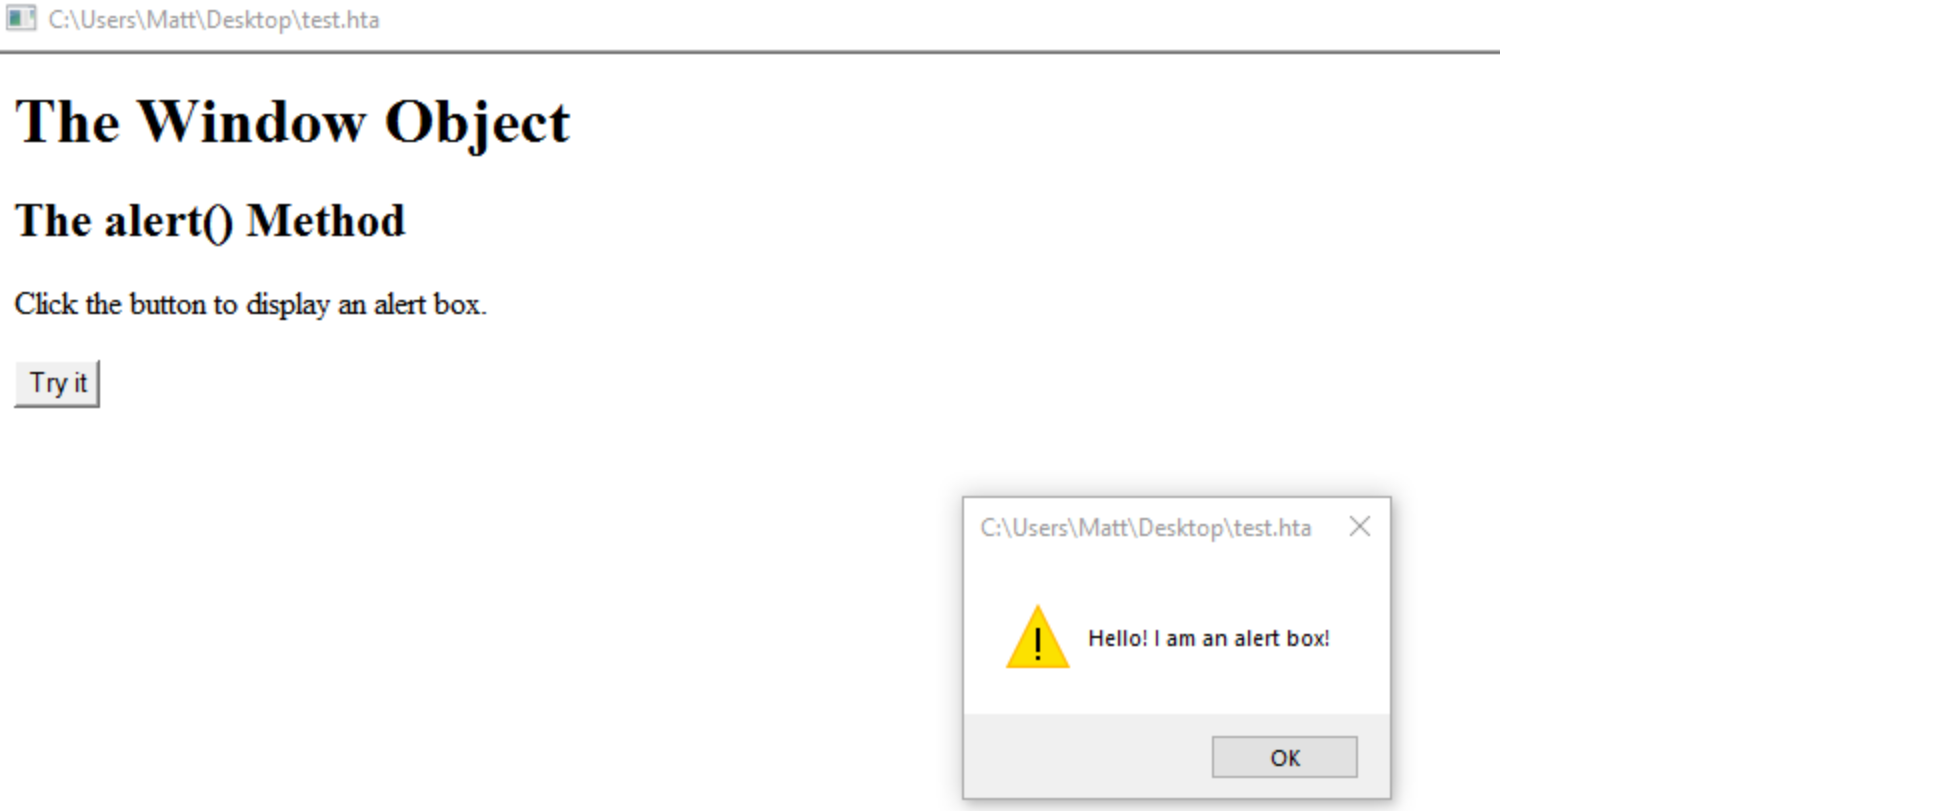 C:\Users\Matt\Desktop\test.hta
The Window Object
The alert() Method
Click the button to display an alert box.
Try it
C:\Users\Matt\Desktop\test.hta
Hello! I am an alert box!
OK